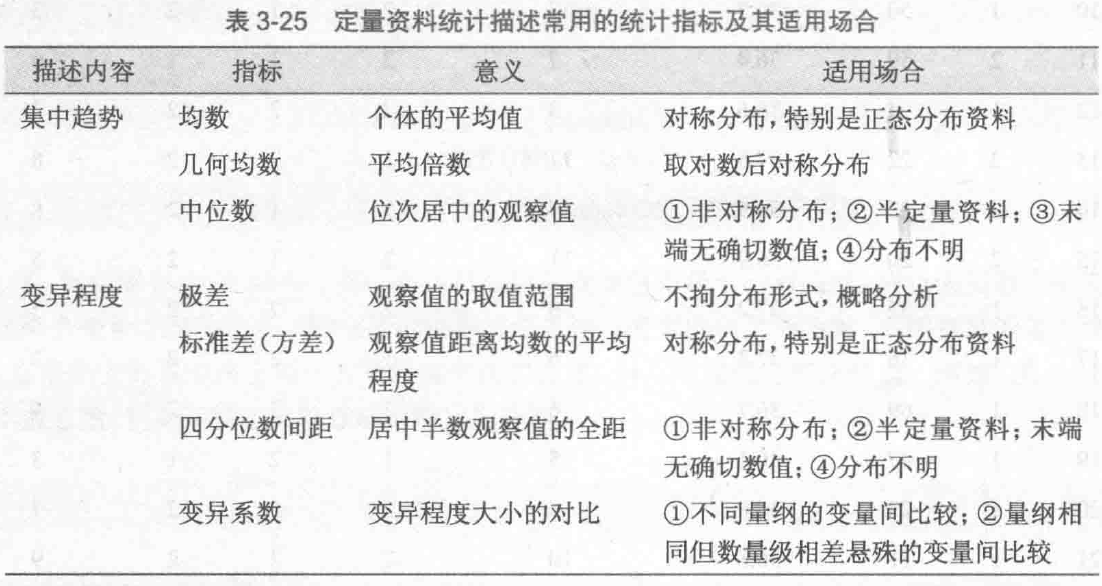 表 3-25 定量资料统计描述常用的统计指标及其适用场合
描述内容 指标 意义 适用场合
集中趋势 均数 个体的平均值 对称分布，特别是正态分布资料
几何均数 平均倍数 取对数后对称分布
中位数 位次居中的观察值 ①非对称分布；②半定量资料；③末
端无确切数值；④分布不明
变异程度 极差 观察值的取值范围 不拘分布形式，概略分析
标准差（方差） 观察值距离均数的平均 对称分布，特别是正态分布资料
程度
四分位数间距 居中半数观察值的全距 ①非对称分布；②半定量资料；末端
无确切数值；④分布不明
变异系数 变异程度大小的对比 ①不同量纲的变量间比较；②量纲相
同但数量级相差悬殊的变量间比较